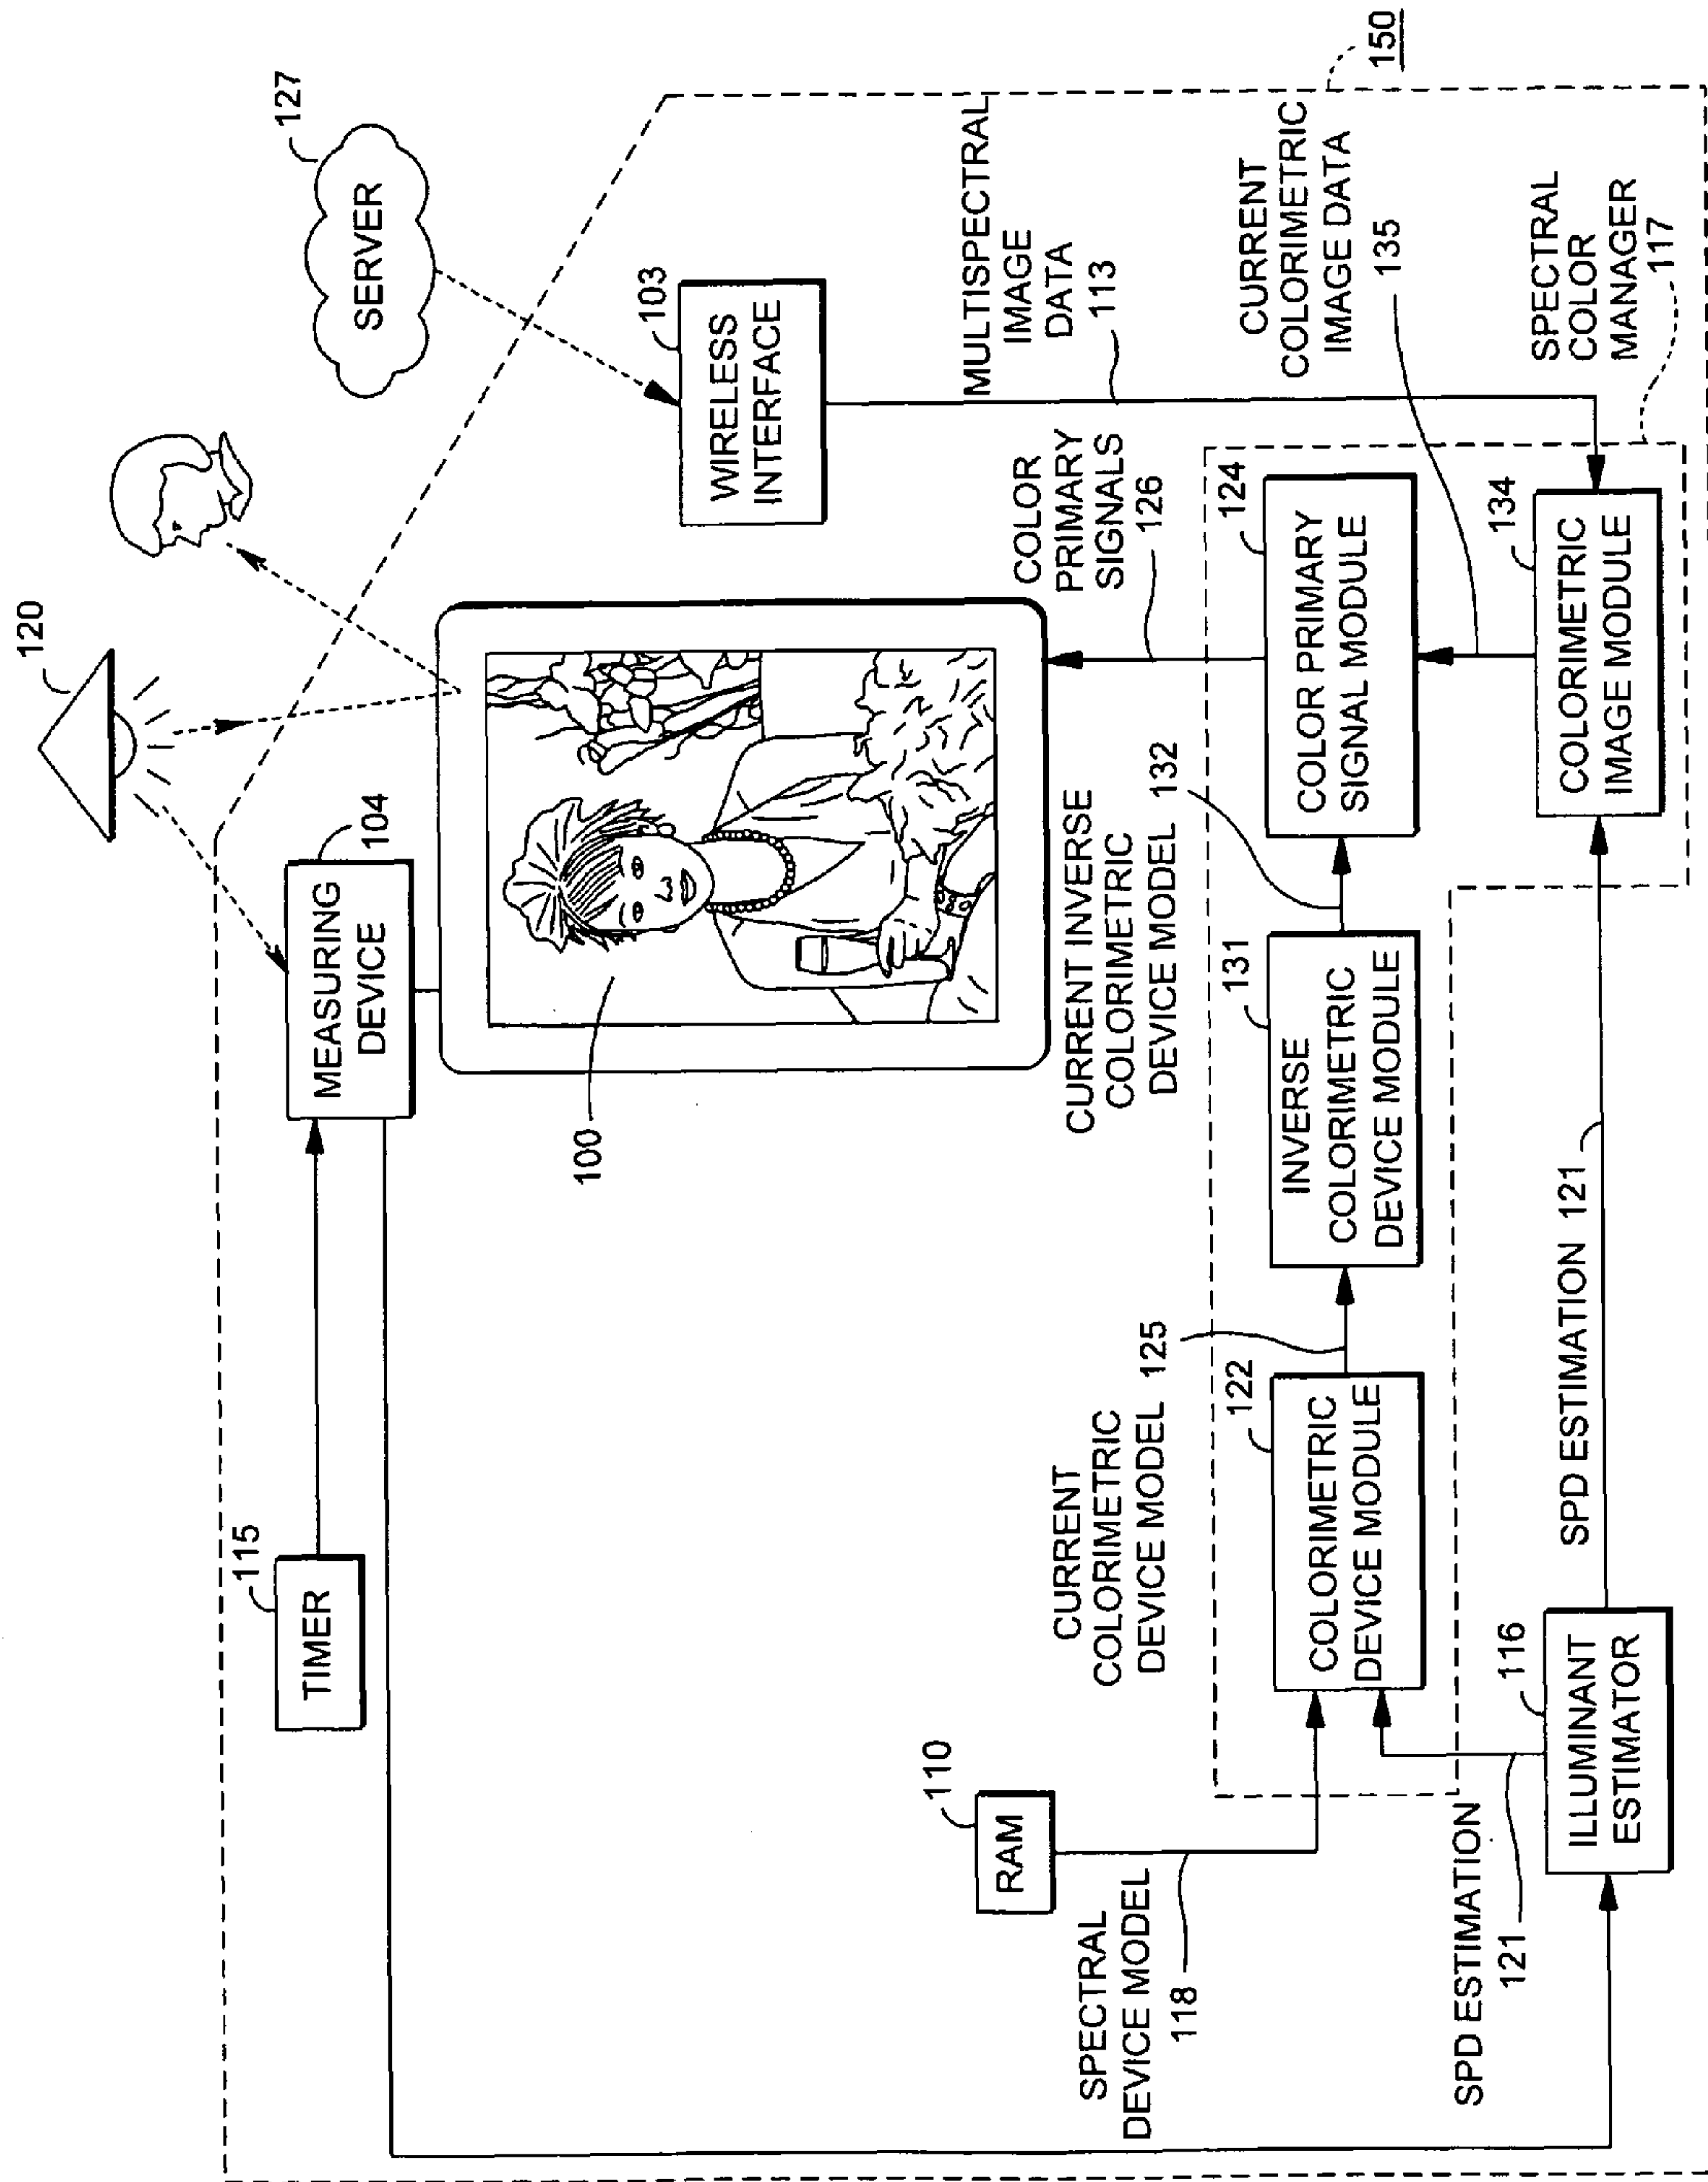 120
127
SERVER
150
115
TIMER
104
MEASURING
DEVICE
103
WIRELESS
INTERFACE
100
MULTISPECTRAL
IMAGE
DATA
113
110
RAM
SPECTRAL
DEVICE MODEL
118
CURRENT
COLORIMETRIC
DEVICE MODEL 125
CURRENT INVERSE
COLORIMETRIC
DEVICE MODEL 132
COLOR
PRIMARY
SIGNALS
126
CURRENT
COLORIMETRIC
IMAGE DATA
135
122
COLORIMETRIC
DEVICE MODULE
131
INVERSE
COLORIMETRIC
DEVICE MODULE
124
COLOR PRIMARY
SIGNAL MODULE
SPD ESTIMATION
121
116
ILLUMINANT
ESTIMATOR
SPD ESTIMATION 121
134
COLORIMETRIC
IMAGE MODULE
SPECTRAL
COLOR
MANAGER
117